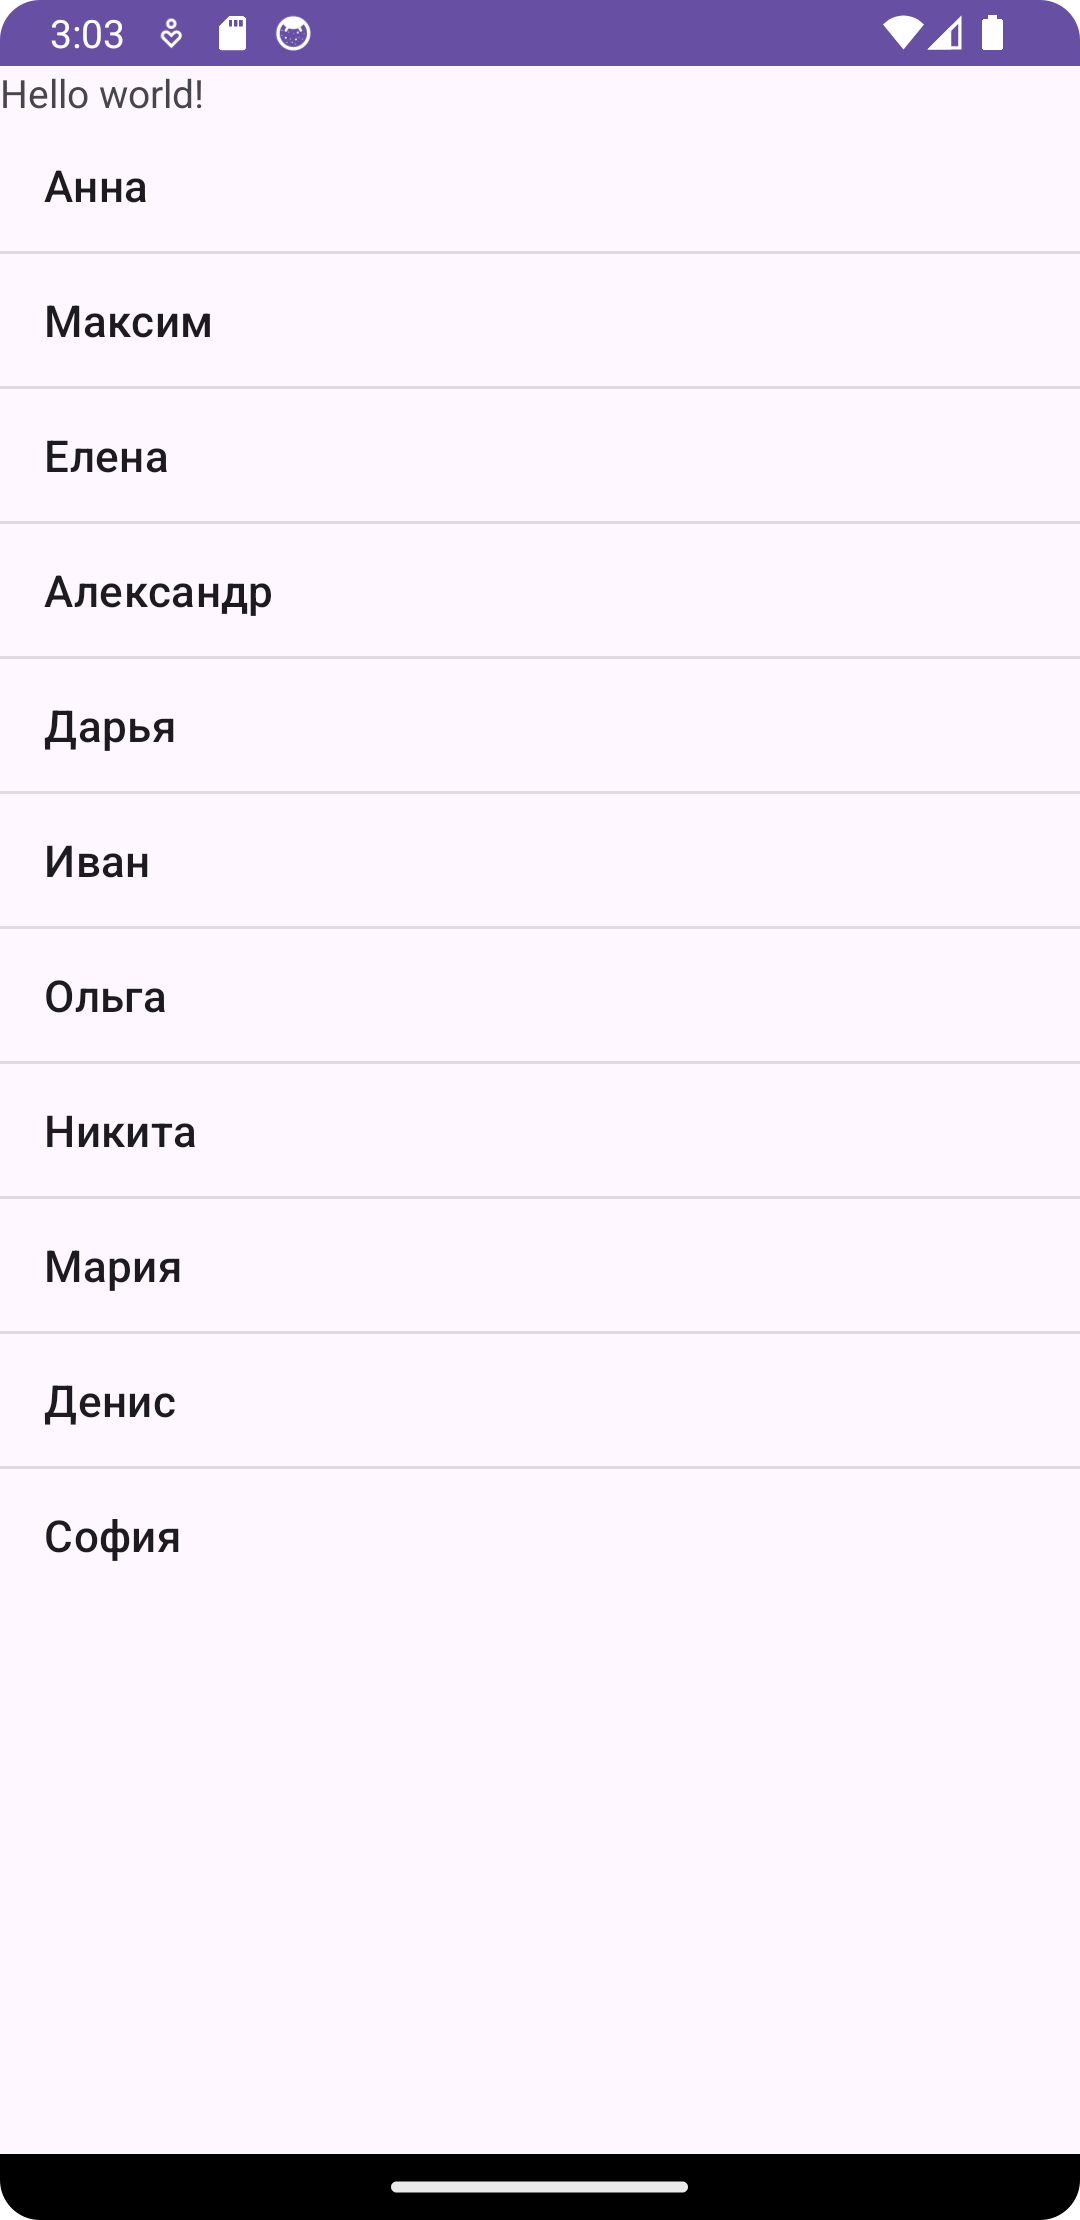 3:03
Hello world!
Анна
Максим
Елена
Александр
Дарья
Иван
Ольга
Никита
Мария
Денис
София